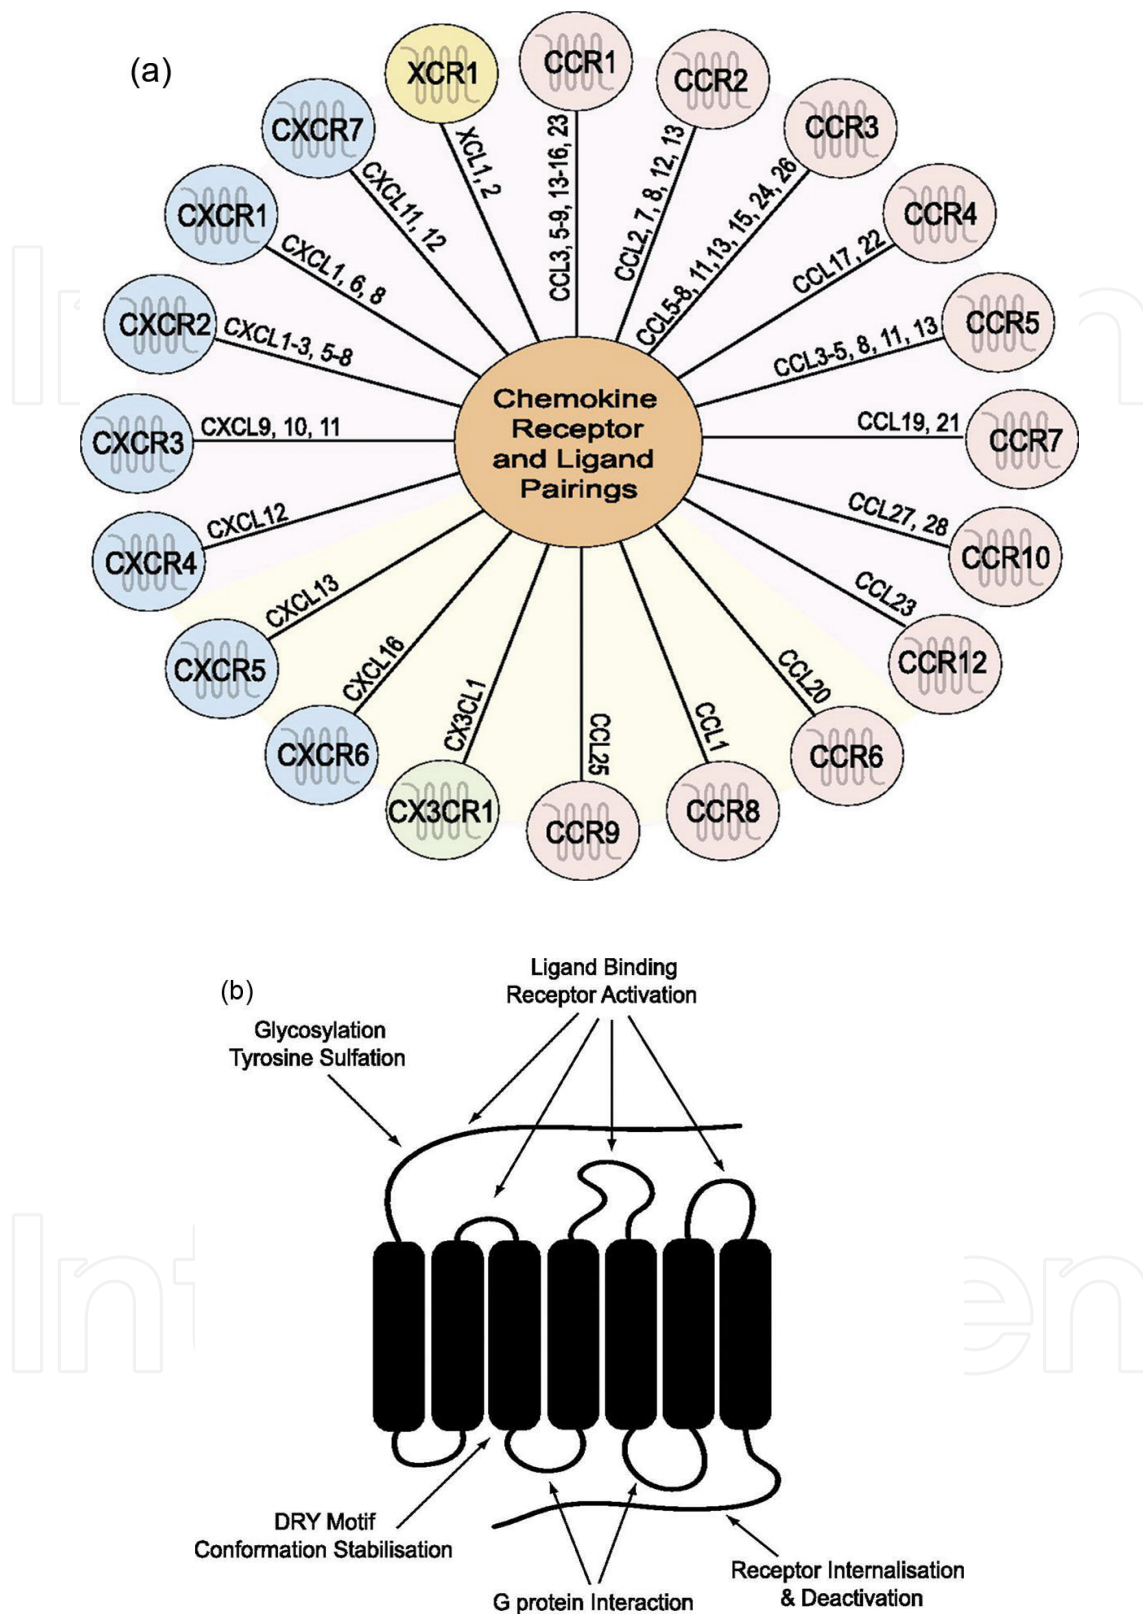 (a)
XCR1
CCR1
CCR2
CCR3
CCR4
CCR5
CCR7
CCR10
CCR12
CCR6
CCR8
CCR9
CX3CR1
CXCR6
CXCR5
CXCR4
CXCR3
CXCR2
CXCR1
CXCR7
XCL1, 2
CCL3, 5-9, 13-16, 23
CCL2, 7, 8, 12, 13
CCL5-8, 11,13, 15, 24, 26
CCL17, 22
CCL3-5, 8, 11, 13
CCL19, 21
CCL27, 28
CCL23
CCL20
CCL1
CCL25
CX3CL1
CXCL16
CXCL13
CXCL12
CXCL9, 10, 11
CXCL1-3, 5-8
CXCL1, 6, 8
CXCL11, 12
Chemokine
Receptor
and Ligand
Pairings
(b)
Ligand Binding
Receptor Activation
Glycosylation
Tyrosine Sulfation
DRY Motif
Conformation Stabilisation
G protein Interaction
Receptor Internalisation
& Deactivation